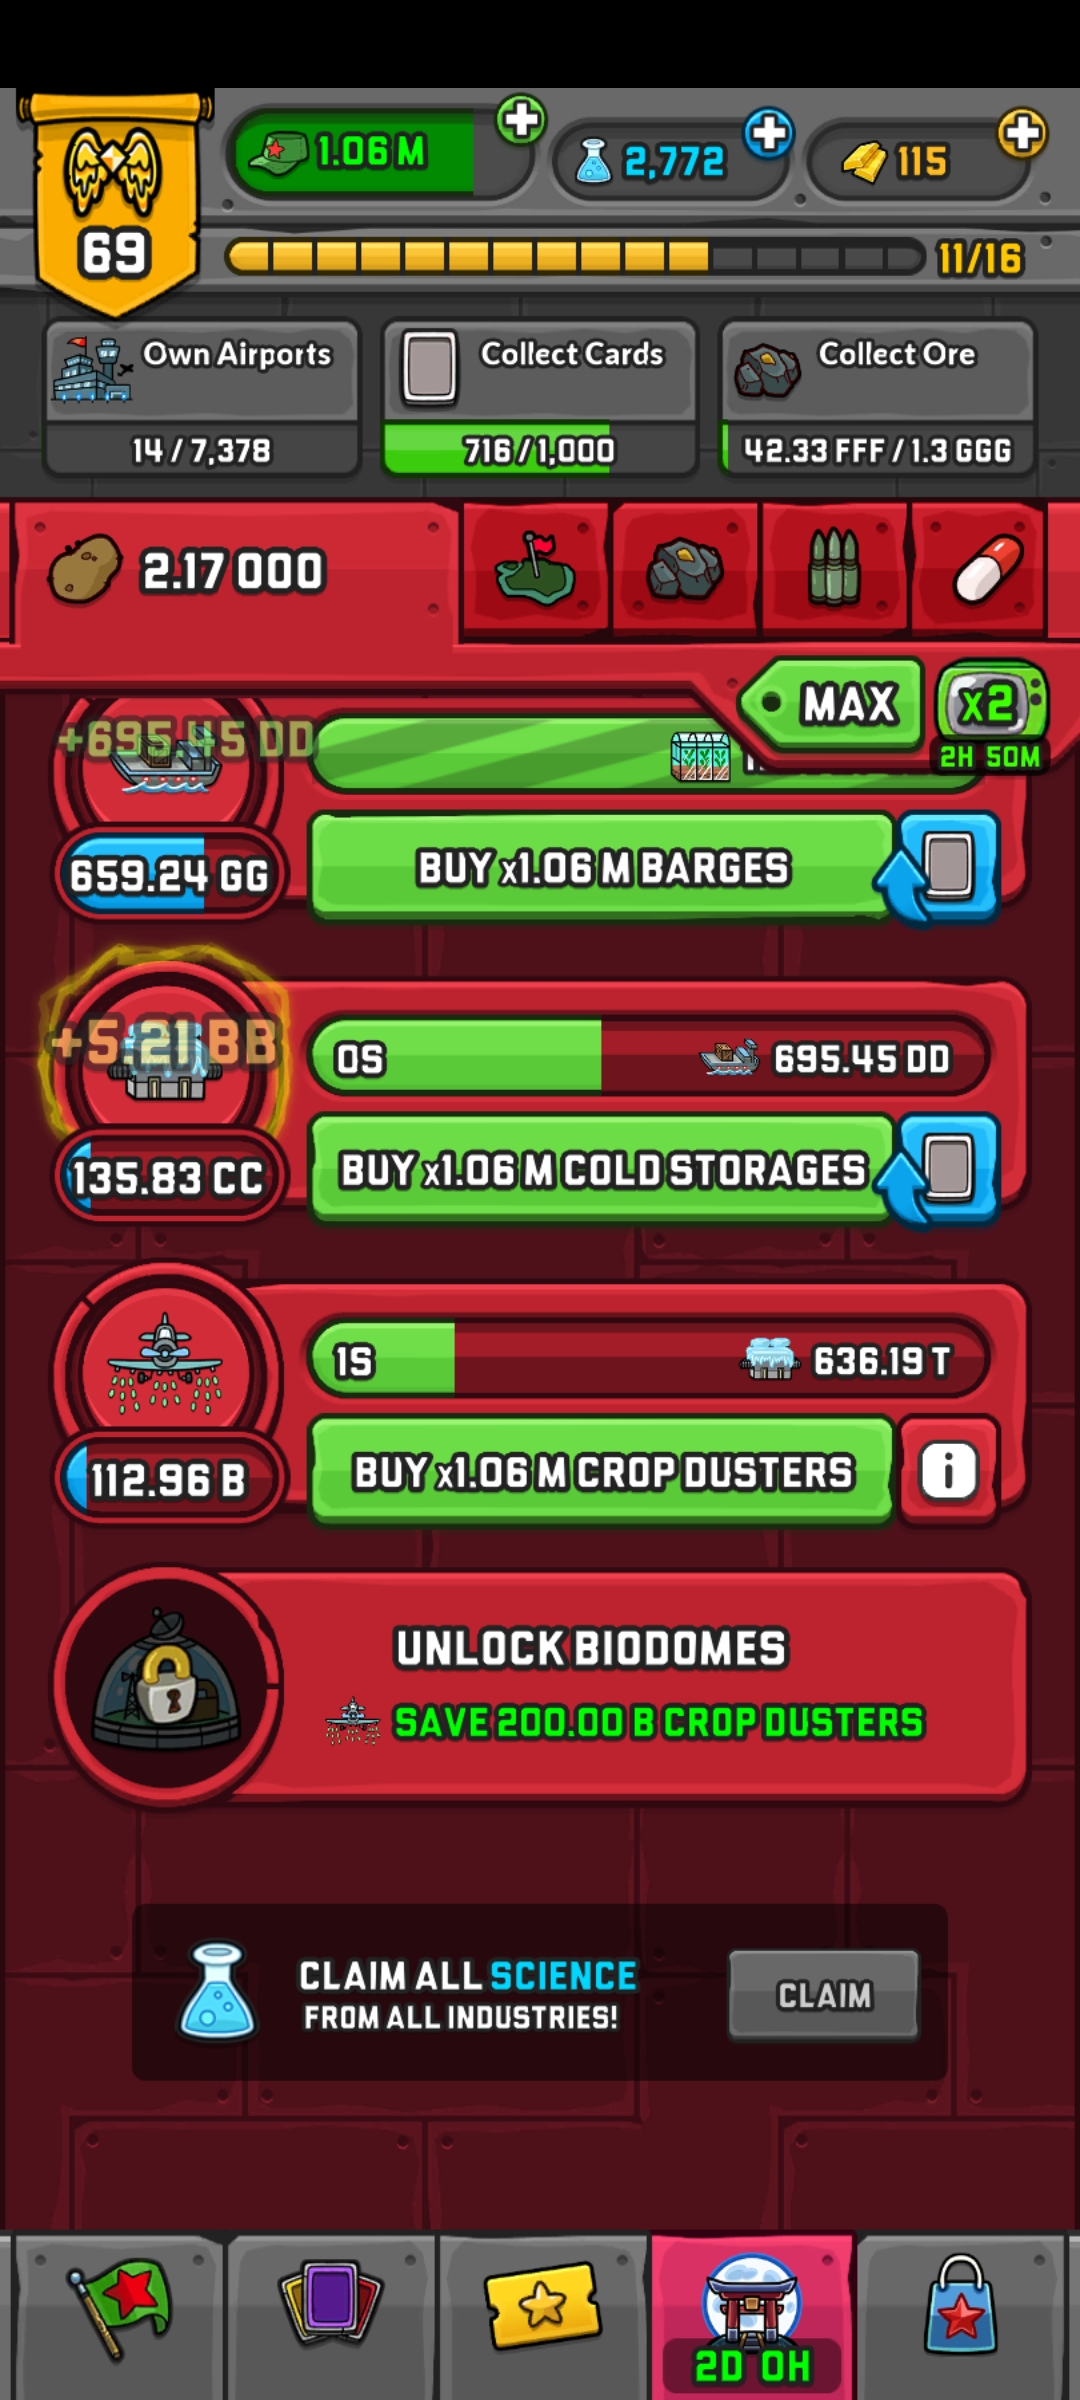 1.06 M
2,772
115
69
11/16
Own Airports
14 / 7,378
Collect Cards
716 / 1,000
Collect Ore
42.33 FFF / 1.3 GGG
2.17 OOO
MAX
x2
2H 50M
+695.45 DD
659.24 GG
BUY x1.06 M BARGES
+5.21 BB
0S
695.45 DD
135.83 CC
BUY x1.06 M COLD STORAGES
1S
636.19 T
112.96 B
BUY x1.06 M CROP DUSTERS
i
UNLOCK BIODOMES
SAVE 200.00 B CROP DUSTERS
CLAIM ALL SCIENCE
FROM ALL INDUSTRIES!
CLAIM
2D 0H